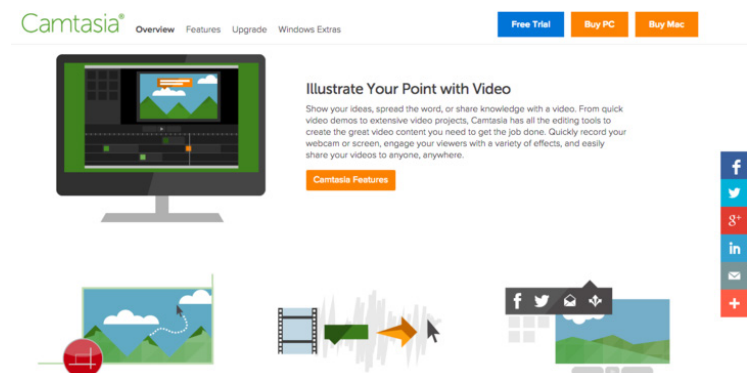 Camtasia®
Overview Features Upgrade Windows Extras
Free Trial Buy PC Buy Mac
Illustrate Your Point with Video
Show your ideas, spread the word, or share knowledge with a video. From quick
video demos to extensive video projects, Camtasia has all the editing tools to
create the great video content you need to get the job done. Quickly record your
webcam or screen, engage your viewers with a variety of effects, and easily
share your videos to anyone, anywhere.
Camtasia Features